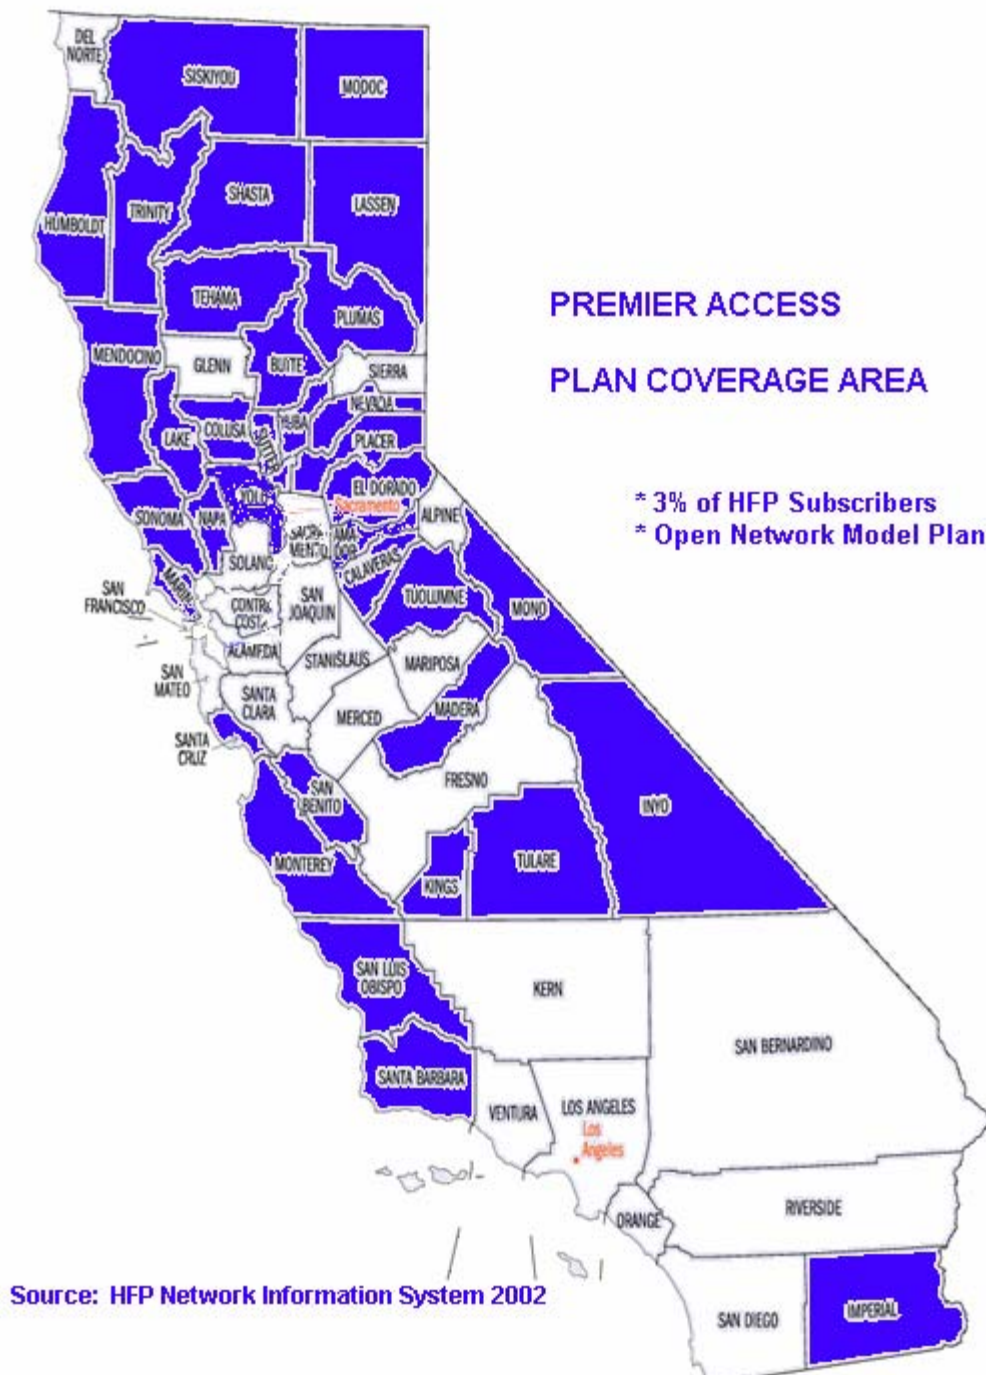 DEL
NORTE
SISKIYOU
MODOC
HUMBOLDT
TRINITY
SHASTA
LASSEN
TEHAMA
PLUMAS
MENDOCINO
GLENN
BUTTE
SIERRA
PREMIER ACCESS
PLAN COVERAGE AREA
* 3% of HFP Subscribers
* Open Network Model Plan
LAKE
COLUSA
SUTTER
YUBA
NEVADA
PLACER
SONOMA
NAPA
YOLO
EL DORADO
Sacramento
ALPINE
SACRA-
MENTO
AMA
DOR
SOLANO
CALAVERAS
MARIN
SAN
FRANCISCO
CONTRA
COSTA
SAN
JOAQUIN
TUOLUMNE
MONO
ALAMEDA
STANISLAUS
MARIPOSA
SAN
MATEO
SANTA
CLARA
MERCED
MADERA
SANTA
CRUZ
SAN
BENITO
FRESNO
INYO
MONTEREY
KINGS
TULARE
SAN LUIS
OBISPO
KERN
SAN BERNARDINO
SANTA BARBARA
VENTURA
LOS ANGELES
Los
Angeles
ORANGE
RIVERSIDE
SAN DIEGO
IMPERIAL
Source: HFP Network Information System 2002